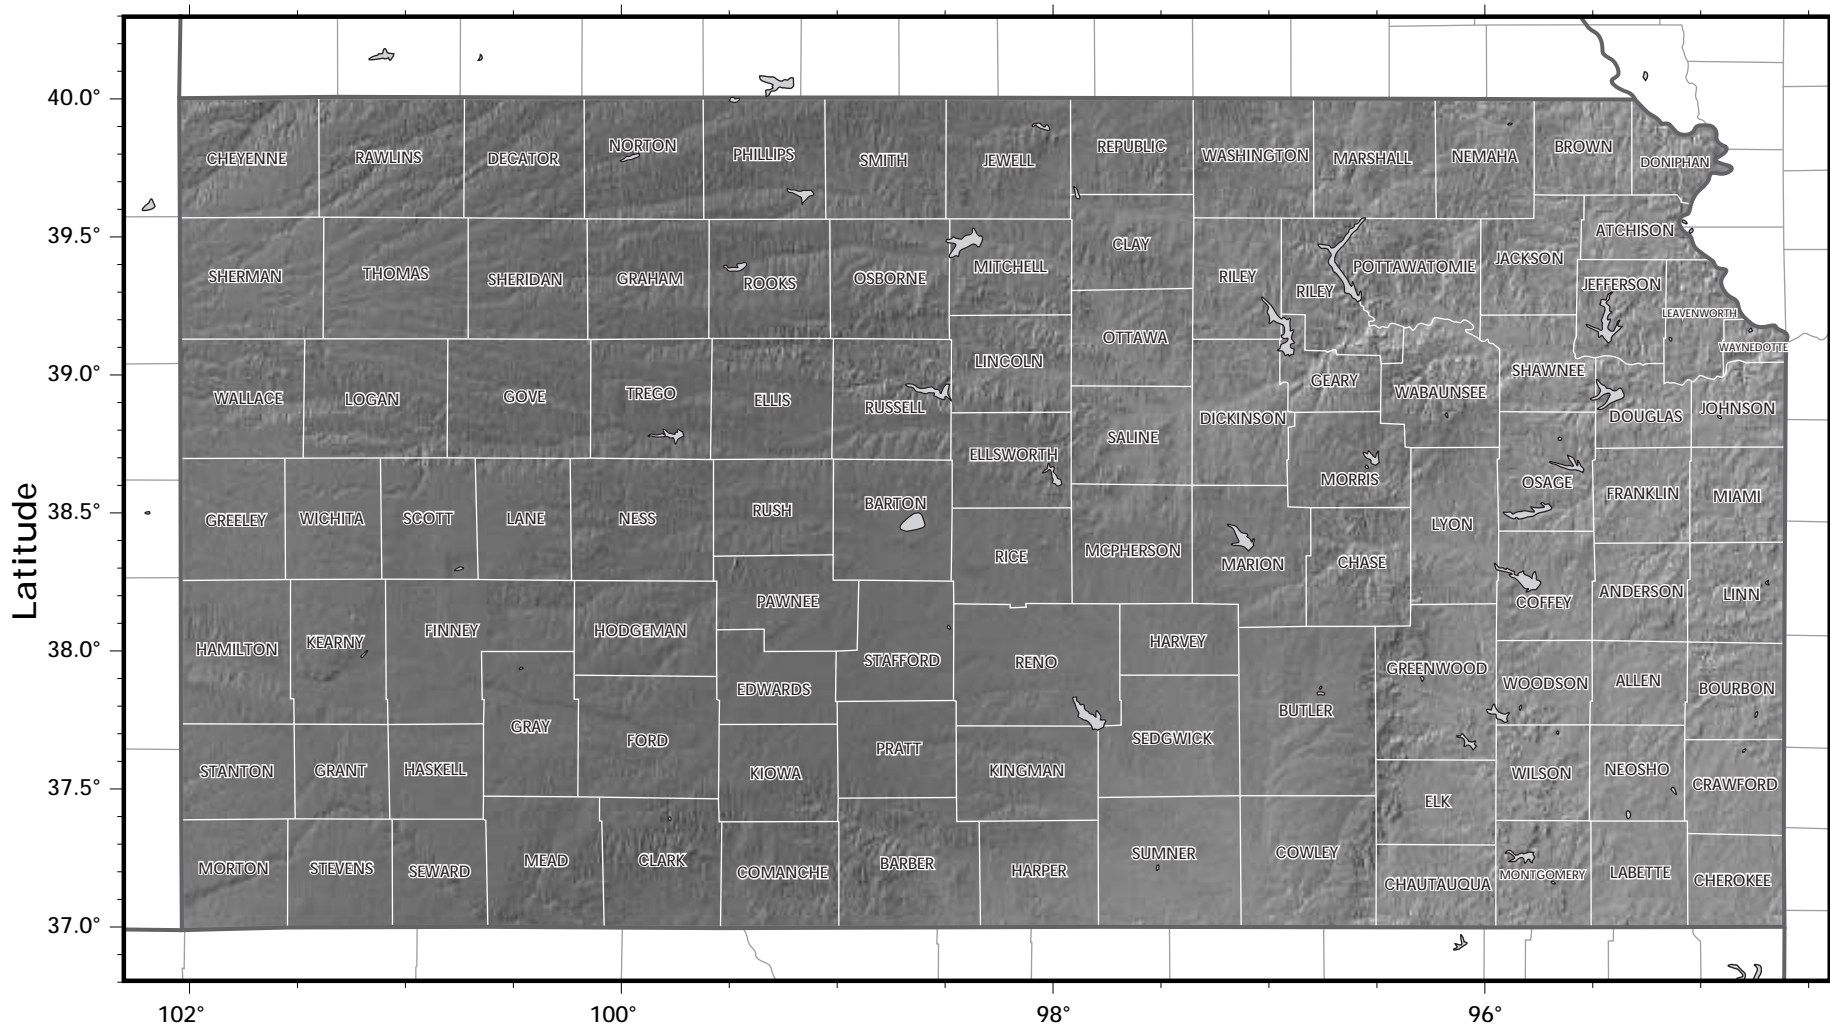 40.0°
CHEYENNE RAWLINS DECATOR NORTON PHILLIPS SMITH JEWELL REPUBLIC WASHINGTON MARSHALL NEMAHA BROWN DONIPHAN
39.5°
SHERMAN THOMAS SHERIDAN GRAHAM ROOKS OSBORNE MITCHELL CLAY RILEY RILEY POTTAWATOMIE JACKSON ATCHISON
JEFFERSON LEAVENWORTH
LINCOLN OTTAWA WAYNEDOTTE
39.0°
WALLACE LOGAN GOVE TREGO ELLIS RUSSELL DICKINSON GEARY WABAUNSEE SHAWNEE DOUGLAS JOHNSON
ELLSWORTH SALINE MORRIS OSAGE FRANKLIN MIAMI
38.5°
GREELEY WICHITA SCOTT LANE NESS RUSH BARTON RICE MCPHERSON MARION CHASE LYON
PAWNEE COFFEY ANDERSON LINN
38.0°
HAMILTON KEARNY FINNEY HODGEMAN EDWARDS STAFFORD RENO HARVEY GREENWOOD WOODSON ALLEN BOURBON
GRAY FORD PRATT SEDGWICK BUTLER
37.5°
STANTON GRANT HASKELL KIOWA KINGMAN ELK WILSON NEOSHO CRAWFORD
MORTON STEVENS SEWARD MEAD CLARK COMANCHE BARBER HARPER SUMNER COWLEY CHAUTAUQUA MONTGOMERY LABETTE CHEROKEE
37.0°
102° 100° 98° 96°
Latitude